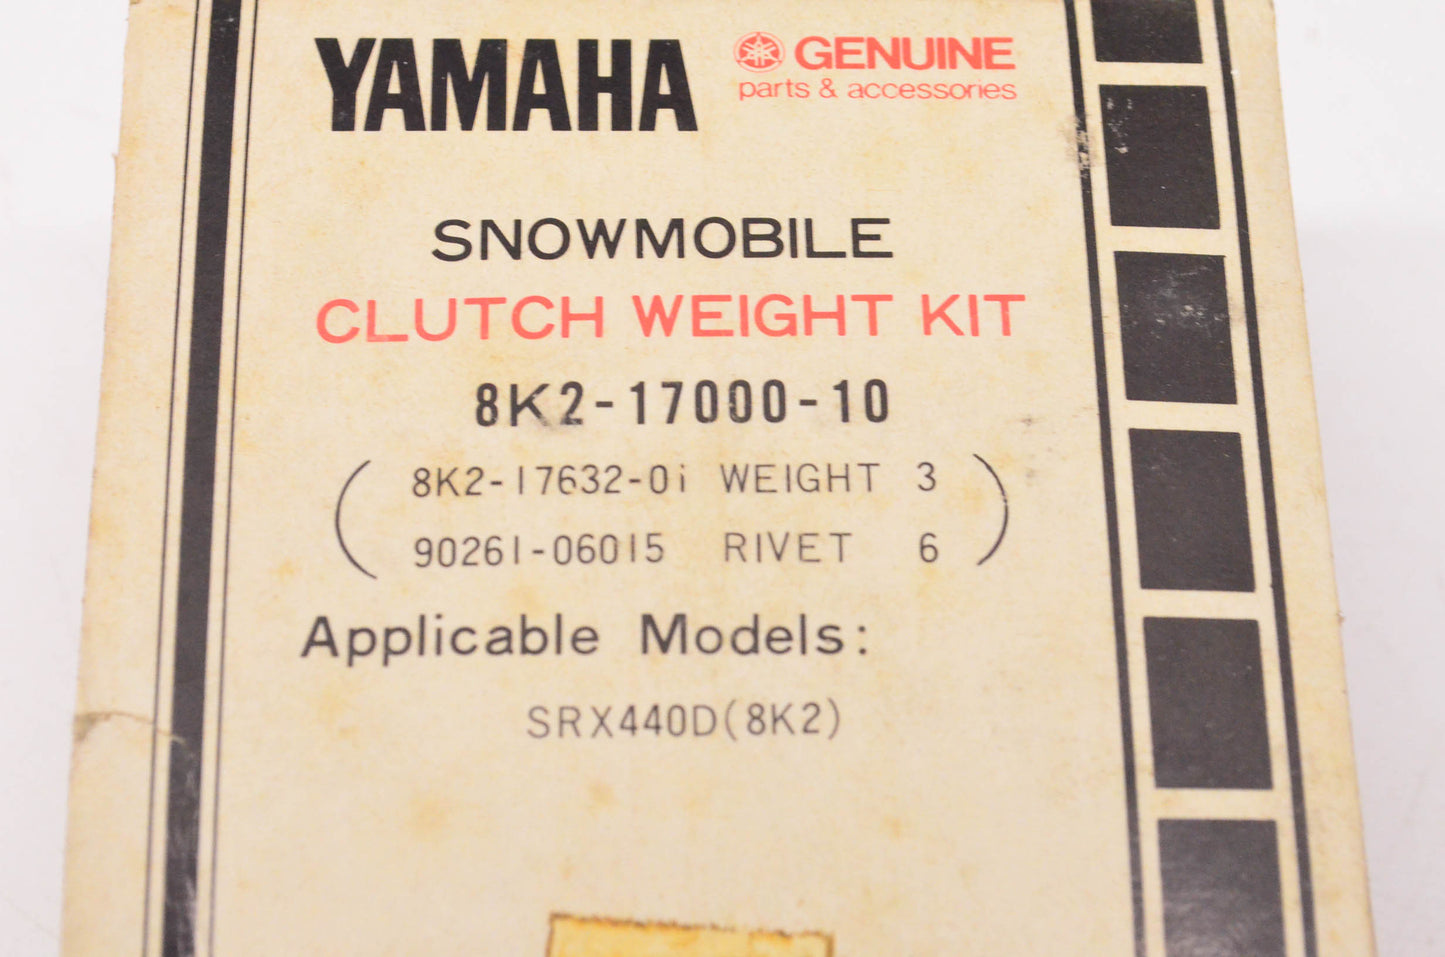 YAMAHA GENUINE
parts & accessories
SNOWMOBILE
CLUTCH WEIGHT KIT
8K2-17000-10
(8K2-17632-01 WEIGHT 3
90261-06015 RIVET 6)
Applicable Models:
SRX440D(8K2)